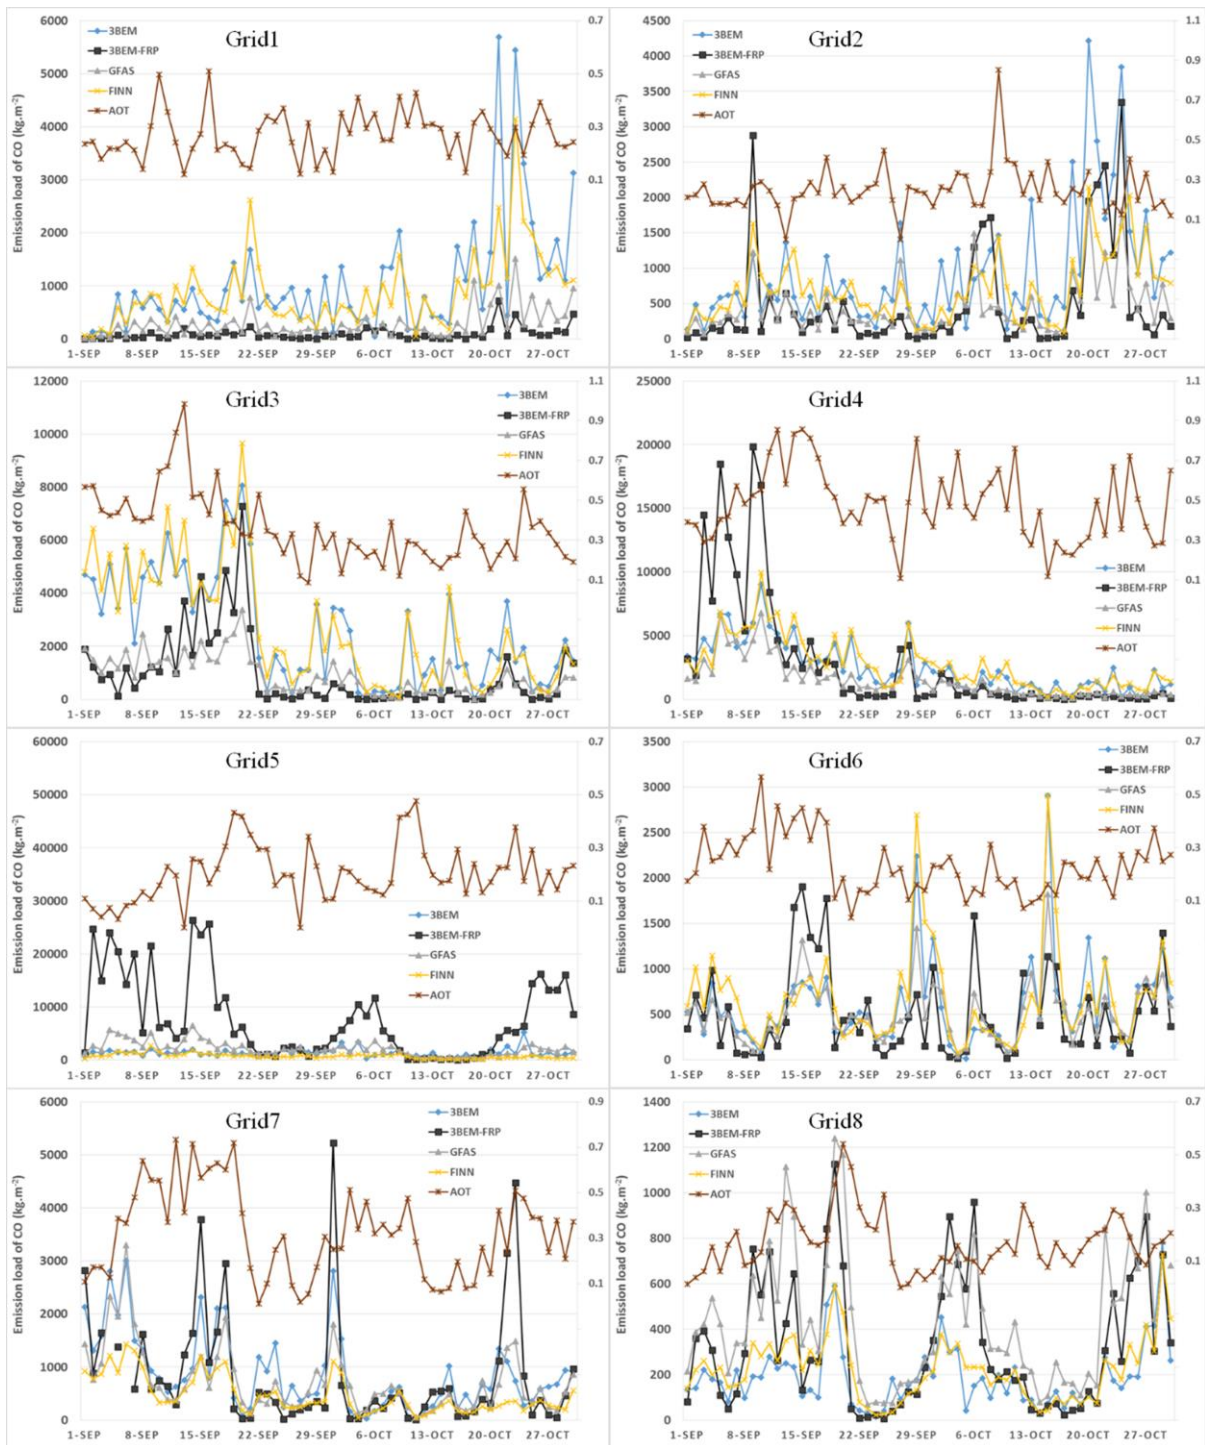 Grid1
3BEM
3BEM-FRP
GFAS
FINN
AOT
Emission load of CO (kg.m-2)
6000
5000
4000
3000
2000
1000
0
0.7
0.5
0.3
0.1
1-SEP 8-SEP 15-SEP 22-SEP 29-SEP 6-OCT 13-OCT 20-OCT 27-OCT
Grid2
3BEM
3BEM-FRP
GFAS
FINN
AOT
Emission load of CO (kg.m-2)
4500
4000
3500
3000
2500
2000
1500
1000
500
0
1.1
0.9
0.7
0.5
0.3
0.1
1-SEP 8-SEP 15-SEP 22-SEP 29-SEP 6-OCT 13-OCT 20-OCT 27-OCT
Grid3
3BEM
3BEM-FRP
GFAS
FINN
AOT
Emission load of CO (kg.m-2)
12000
10000
8000
6000
4000
2000
0
1.1
0.9
0.7
0.5
0.3
0.1
1-SEP 8-SEP 15-SEP 22-SEP 29-SEP 6-OCT 13-OCT 20-OCT 27-OCT
Grid4
3BEM
3BEM-FRP
GFAS
FINN
AOT
Emission load of CO (kg.m-2)
25000
20000
15000
10000
5000
0
1.1
0.9
0.7
0.5
0.3
0.1
1-SEP 8-SEP 15-SEP 22-SEP 29-SEP 6-OCT 13-OCT 20-OCT 27-OCT
Grid5
3BEM
3BEM-FRP
GFAS
FINN
AOT
Emission load of CO (kg.m-2)
60000
50000
40000
30000
20000
10000
0
0.7
0.5
0.3
0.1
1-SEP 8-SEP 15-SEP 22-SEP 29-SEP 6-OCT 13-OCT 20-OCT 27-OCT
Grid6
3BEM
3BEM-FRP
GFAS
FINN
AOT
Emission load of CO (kg.m-2)
3500
3000
2500
2000
1500
1000
500
0
0.7
0.5
0.3
0.1
1-SEP 8-SEP 15-SEP 22-SEP 29-SEP 6-OCT 13-OCT 20-OCT 27-OCT
Grid7
3BEM
3BEM-FRP
GFAS
FINN
AOT
Emission load of CO (kg.m-2)
6000
5000
4000
3000
2000
1000
0
0.9
0.7
0.5
0.3
0.1
1-SEP 8-SEP 15-SEP 22-SEP 29-SEP 6-OCT 13-OCT 20-OCT 27-OCT
Grid8
3BEM
3BEM-FRP
GFAS
FINN
AOT
Emission load of CO (kg.m-2)
1400
1200
1000
800
600
400
200
0
0.7
0.5
0.3
0.1
1-SEP 8-SEP 15-SEP 22-SEP 29-SEP 6-OCT 13-OCT 20-OCT 27-OCT